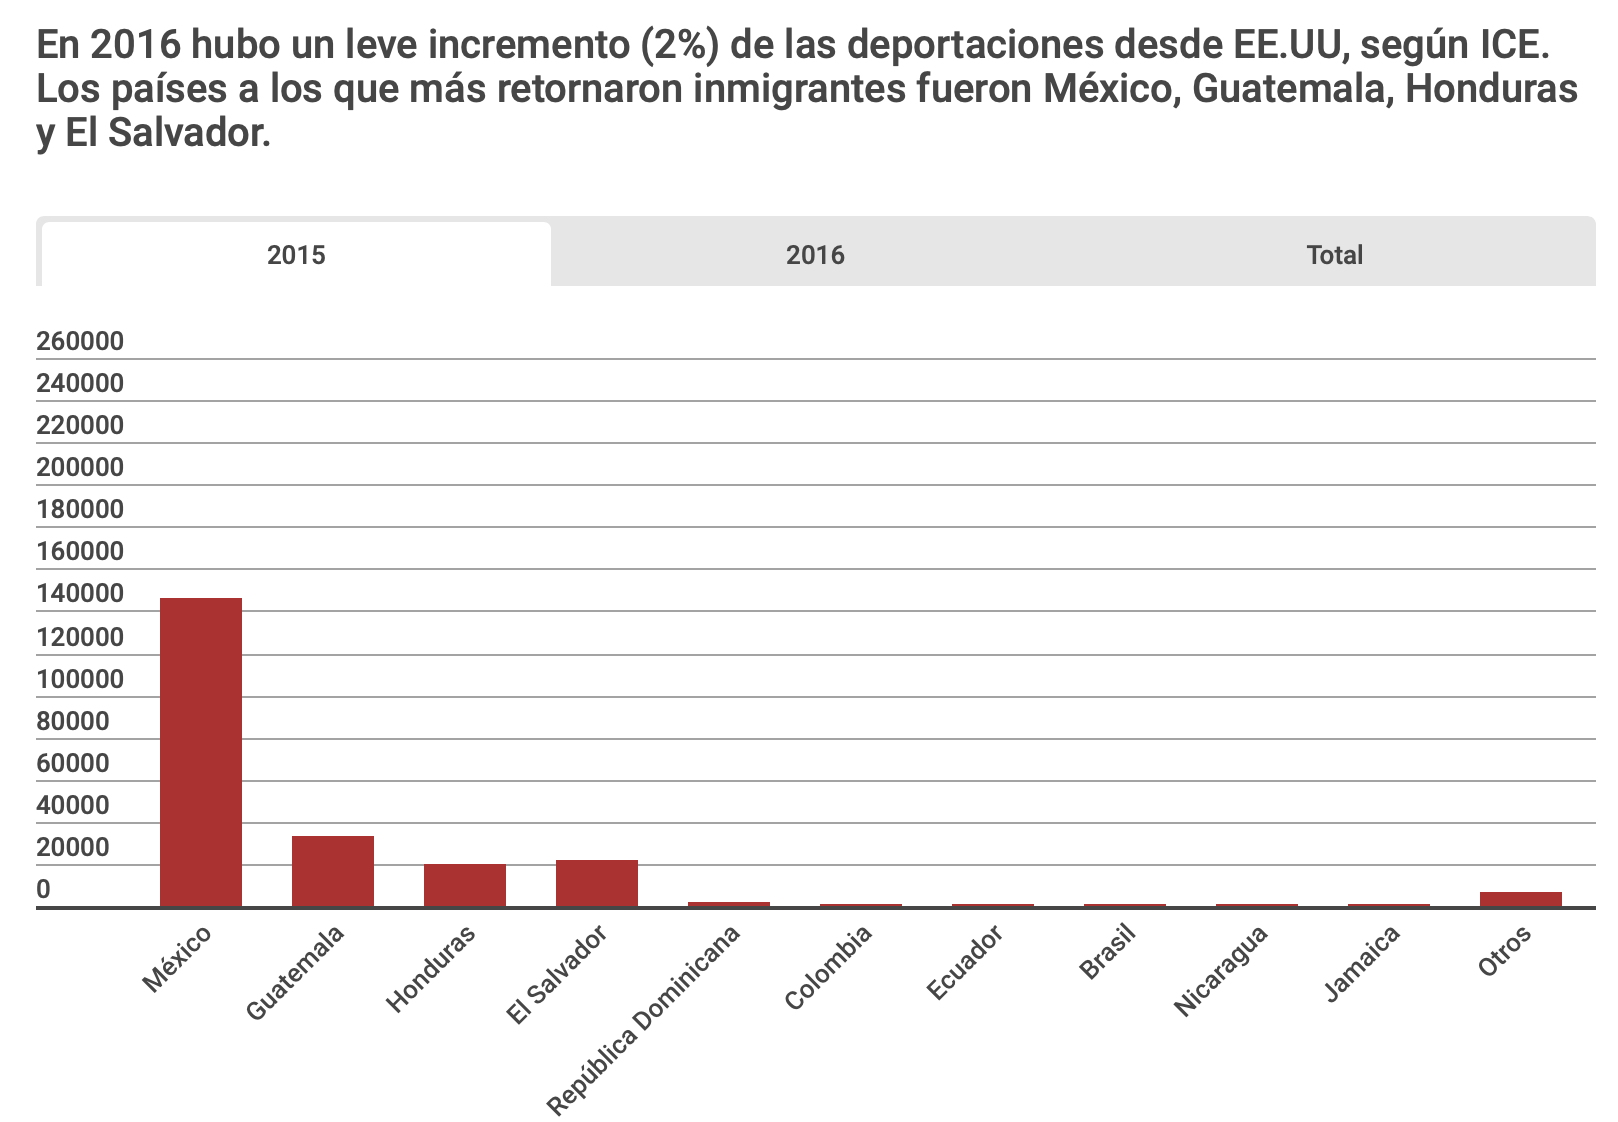 En 2016 hubo un leve incremento (2%) de las deportaciones desde EE.UU, según ICE.
Los países a los que más retornaron inmigrantes fueron México, Guatemala, Honduras
y El Salvador.
2015
2016
Total
260000
240000
220000
200000
180000
160000
140000
120000
100000
80000
60000
40000
20000
0
México
Guatemala
Honduras
El Salvador
República Dominicana
Colombia
Ecuador
Brasil
Nicaragua
Jamaica
Otros